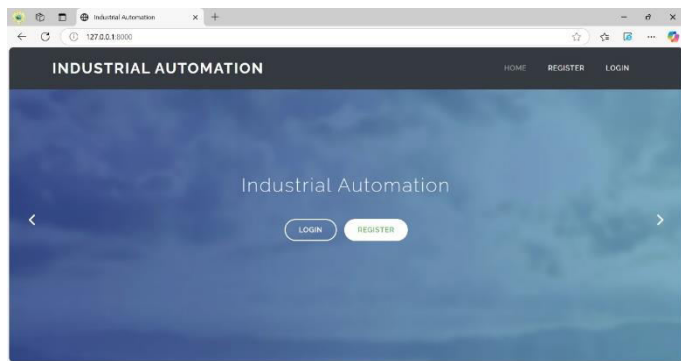 Industrial Automation
127.0.0.1:8000
INDUSTRIAL AUTOMATION
HOME REGISTER LOGIN
Industrial Automation
LOGIN REGISTER